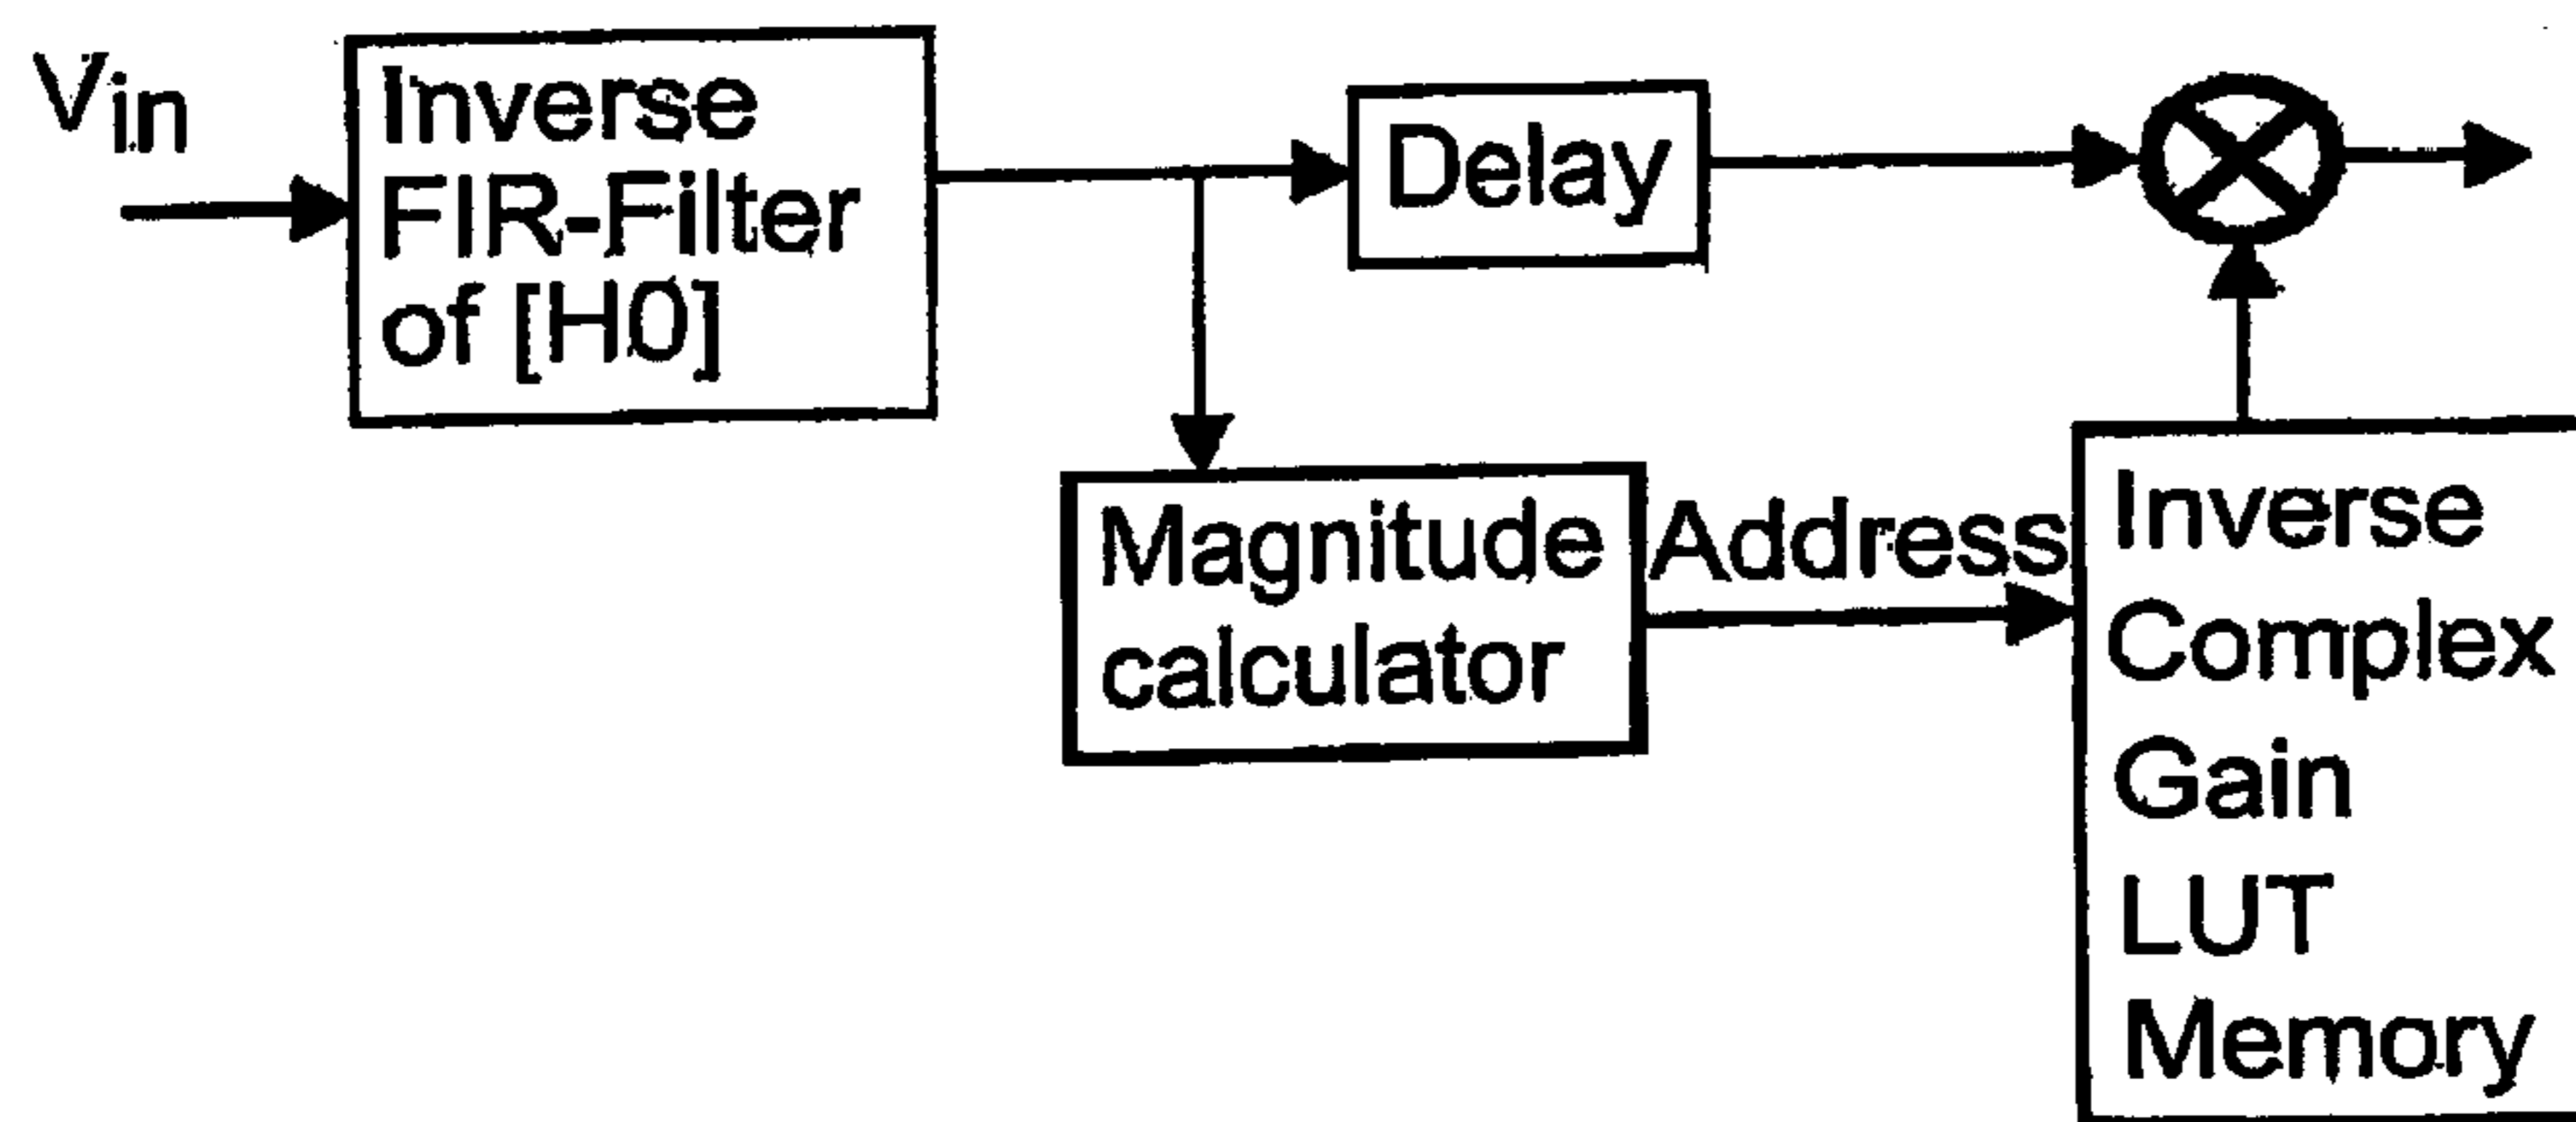 Vin
Inverse
FIR-Filter
of [H0]
Delay
Magnitude
calculator
Address
Inverse
Complex
Gain
LUT
Memory